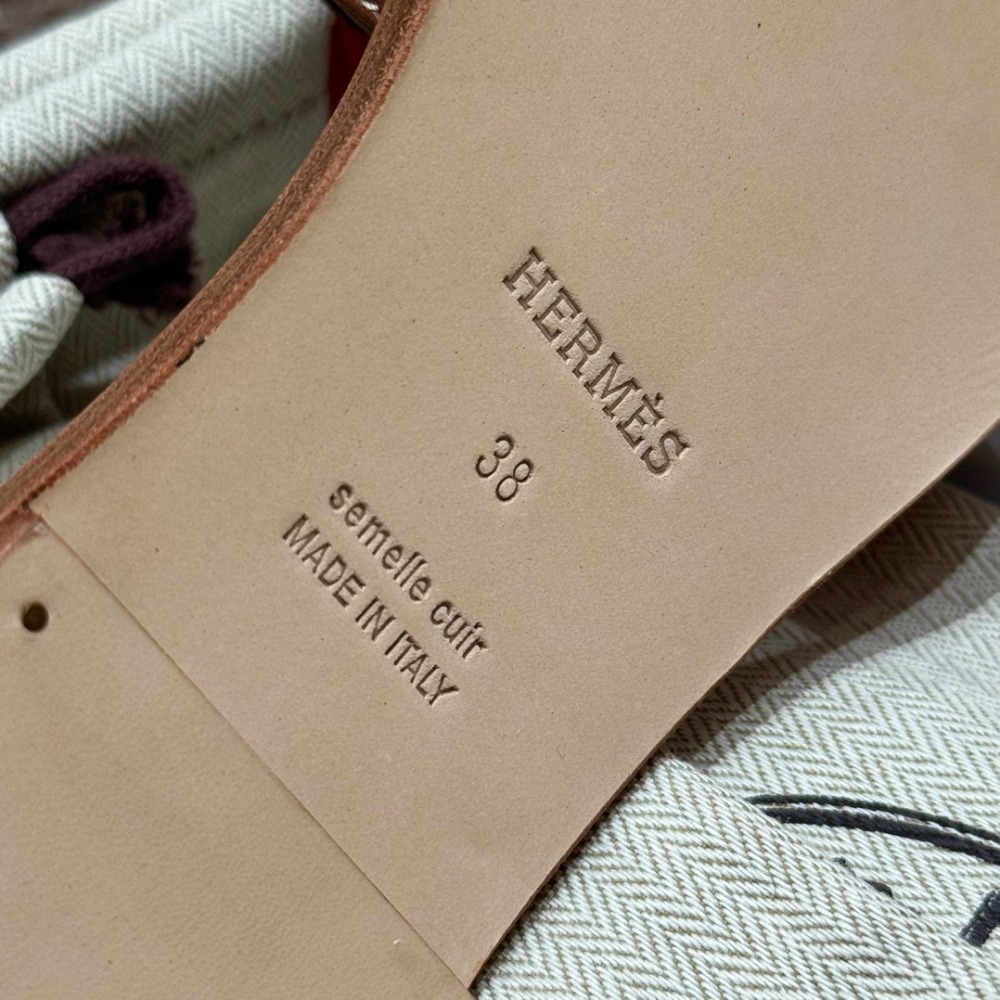 HERMÈS
38
semelle cuir
MADE IN ITALY